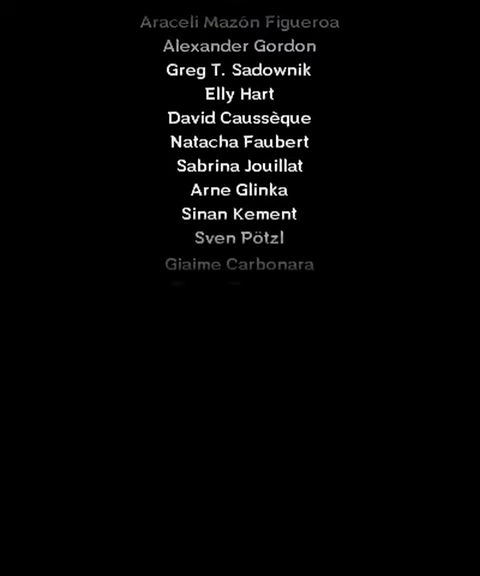 Araceli Mazón Figueroa
Alexander Gordon
Greg T. Sadownik
Elly Hart
David Caussèque
Natacha Faubert
Sabrina Jouillat
Arne Glinka
Sinan Kement
Sven Pötzl
Giaime Carbonara